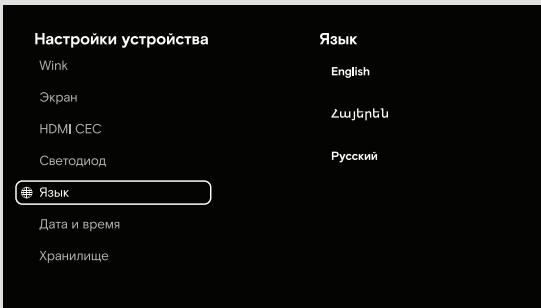 Настройки устройства
Wink
Экран
HDMI CEC
Светодиод
Язык
Дата и время
Хранилище
Язык
English
Հայերեն
Русский